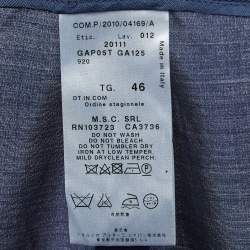 COM.P/2010/04169/A
Etic. Lav. 012
20111
GAP05T GA125
920
Made in Italy
TG. 46
DT.IN.COM
Ordine stagionale
M.S.C. SRL
RN103723 CA3736
DO NOT WASH
DO NOT BLEACH
DO NOT TUMBLE DRY
IRON AT LOW TEMPER.
MILD DRYCLEAN PERCH.